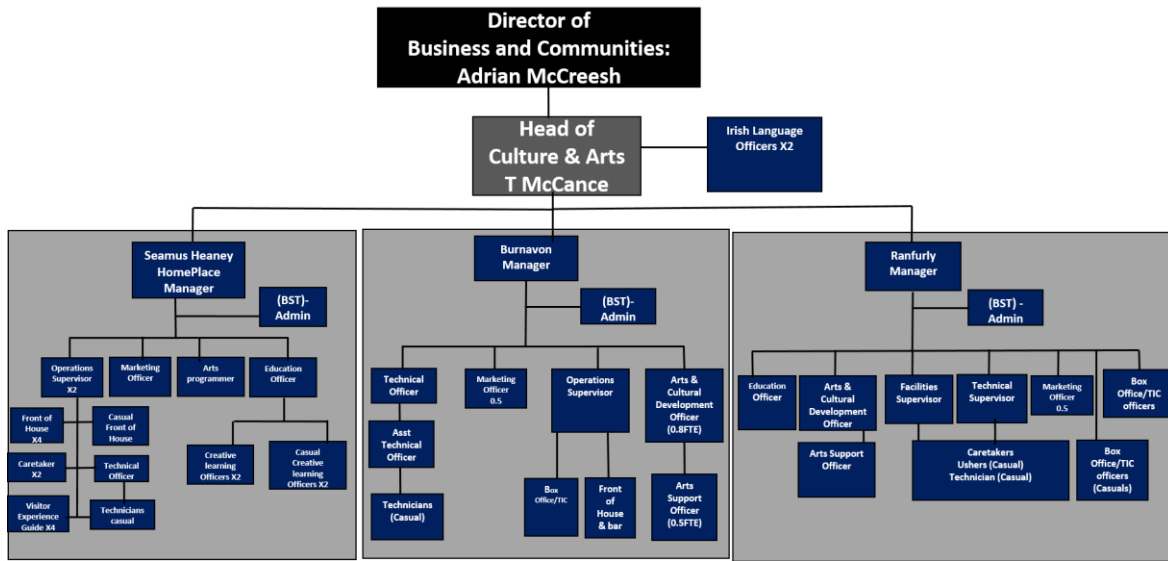 Director of
Business and Communities:
Adrian McCreesh
Head of
Culture & Arts
T McCance
Irish Language
Officers X2
Seamus Heaney
HomePlace
Manager
(BST)-
Admin
Operations
Supervisor
X2
Marketing
Officer
Arts
programmer
Education
Officer
Front of
House
X4
Casual
Front of
House
Caretaker
X2
Technical
Officer
Visitor
Experience
Guide X4
Technicians
casual
Creative
learning
Officers X2
Casual
Creative
learning
Officers X2
Burnavon
Manager
(BST)-
Admin
Technical
Officer
Marketing
Officer
0.5
Operations
Supervisor
Arts &
Cultural
Development
Officer
(0.8FTE)
Asst
Technical
Officer
Technicians
(Casual)
Box
Office/TIC
Front of
House
& bar
Arts
Support
Officer
(0.5FTE)
Ranfurly
Manager
(BST) -
Admin
Education
Officer
Arts &
Cultural
Development
Officer
Facilities
Supervisor
Technical
Supervisor
Marketing
Officer
0.5
Box
Office/TIC
officers
Arts Support
Officer
Caretakers
Ushers (Casual)
Technician (Casual)
Box
Office/TIC
officers
(Casuals)